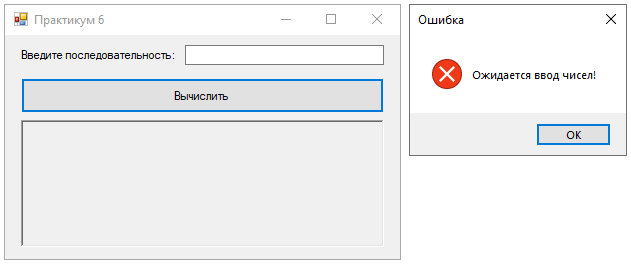 Практикум 6
Введите последовательность:
Вычислить
Ошибка
Ожидается ввод чисел!
OK